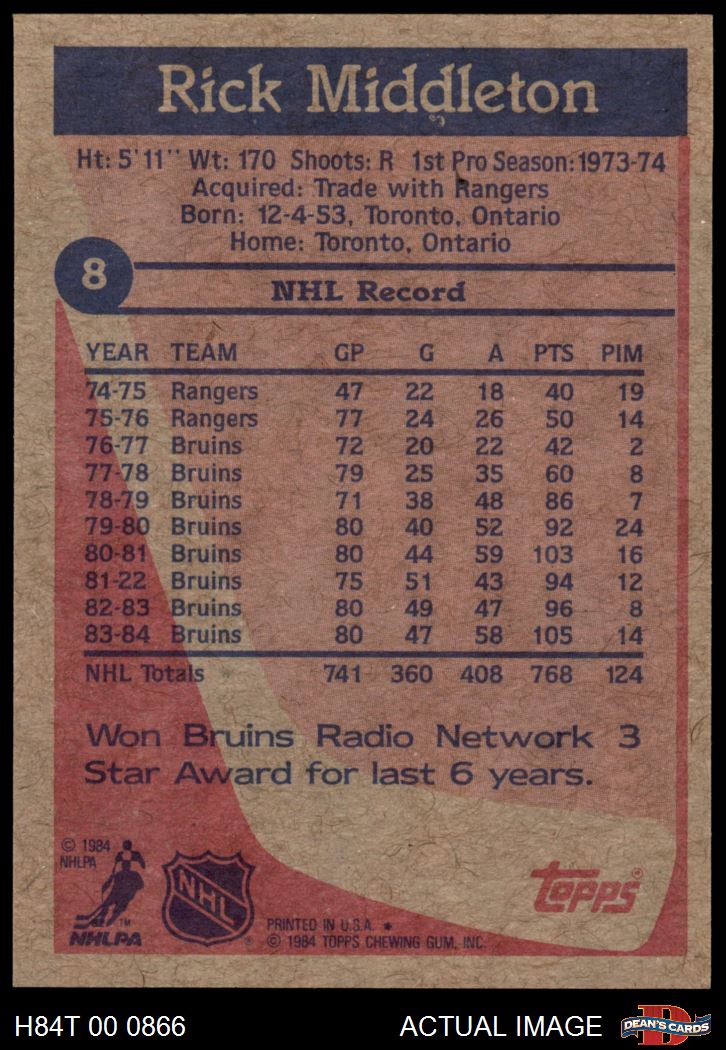 Rick Middleton
Ht: 5'11" Wt: 170 Shoots: R 1st Pro Season: 1973-74
Acquired: Trade with Rangers
Born: 12-4-53, Toronto, Ontario
Home: Toronto, Ontario
8
NHL Record
YEAR TEAM GP G A PTS PIM
74-75 Rangers 47 22 18 40 19
75-76 Rangers 77 24 26 50 14
76-77 Bruins 72 20 22 42 2
77-78 Bruins 79 25 35 60 8
78-79 Bruins 71 38 48 86 7
79-80 Bruins 80 40 52 92 24
80-81 Bruins 80 44 59 103 16
81-22 Bruins 75 51 43 94 12
82-83 Bruins 80 49 47 96 8
83-84 Bruins 80 47 58 105 14
NHL Totals 741 360 408 768 124
Won Bruins Radio Network 3
Star Award for last 6 years.
© 1984
NHLPA
NHL
®
TM
NHLPA
PRINTED IN U.S.A. *
© 1984 TOPPS CHEWING GUM, INC.
topps®
H84T 00 0866
ACTUAL IMAGE
D
DEAN'S CARDS